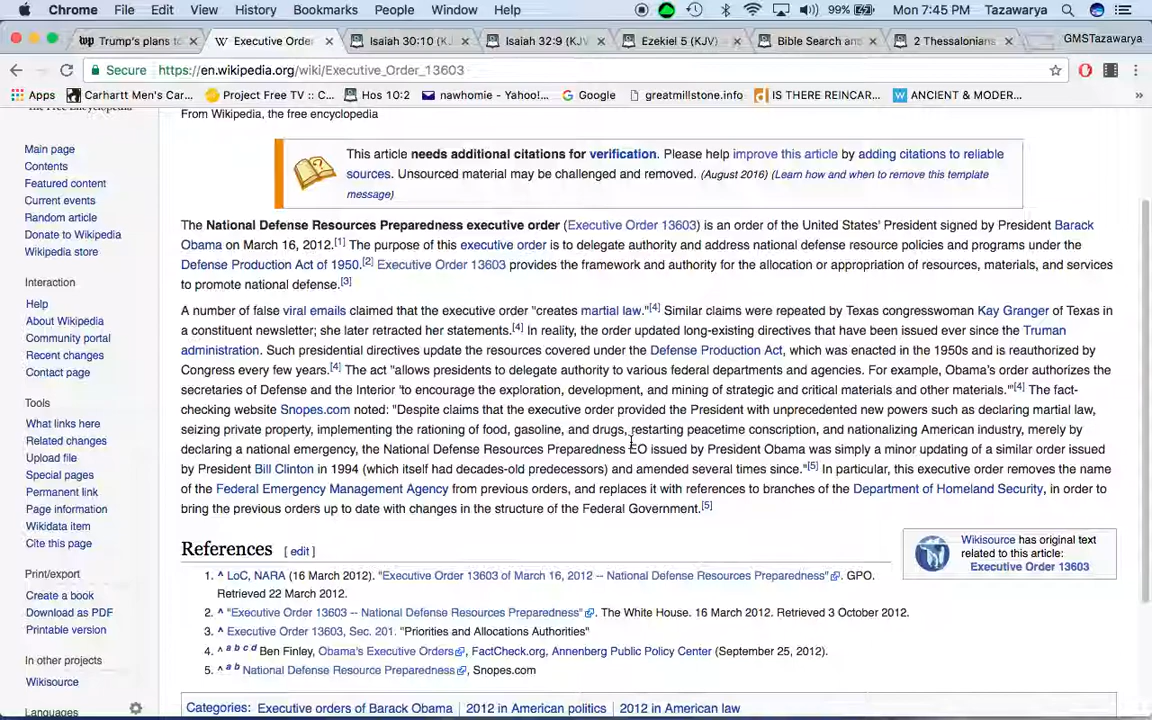 Chrome File Edit View History Bookmarks People Window Help 99% Mon 7:45 PM Tazawarya
wp Trump's plans to W Executive Orde Isaiah 30:10 (KJV Isaiah 32:9 (KJV) Ezekiel 5 (KJV) Bible Search an 2 Thessalonians GMSTazawarya
Secure https://en.wikipedia.org/wiki/Executive_Order_13603
Apps Carhartt Men's Car... Project Free TV :: C... Hos 10:2 nawhomie - Yahoo!... Google greatmillstone.info IS THERE REINCAR... W ANCIENT & MODER... »
From Wikipedia, the free encyclopedia
This article needs additional citations for verification. Please help improve this article by adding citations to reliable
sources. Unsourced material may be challenged and removed. (August 2016) (Learn how and when to remove this template
message)
The National Defense Resources Preparedness executive order (Executive Order 13603) is an order of the United States' President signed by President Barack
Obama on March 16, 2012.[1] The purpose of this executive order is to delegate authority and address national defense resource policies and programs under the
Defense Production Act of 1950.[2] Executive Order 13603 provides the framework and authority for the allocation or appropriation of resources, materials, and services
to promote national defense.[3]
A number of false viral emails claimed that the executive order "creates martial law."[4] Similar claims were repeated by Texas congresswoman Kay Granger of Texas in
a constituent newsletter; she later retracted her statements.[4] In reality, the order updated long-existing directives that have been issued ever since the Truman
administration. Such presidential directives update the resources covered under the Defense Production Act, which was enacted in the 1950s and is reauthorized by
Congress every few years.[4] The act "allows presidents to delegate authority to various federal departments and agencies. For example, Obama's order authorizes the
secretaries of Defense and the Interior 'to encourage the exploration, development, and mining of strategic and critical materials and other materials.'"[4] The fact-
checking website Snopes.com noted: "Despite claims that the executive order provided the President with unprecedented new powers such as declaring martial law,
seizing private property, implementing the rationing of food, gasoline, and drugs, restarting peacetime conscription, and nationalizing American industry, merely by
declaring a national emergency, the National Defense Resources Preparedness EO issued by President Obama was simply a minor updating of a similar order issued
by President Bill Clinton in 1994 (which itself had decades-old predecessors) and amended several times since."[5] In particular, this executive order removes the name
of the Federal Emergency Management Agency from previous orders, and replaces it with references to branches of the Department of Homeland Security, in order to
bring the previous orders up to date with changes in the structure of the Federal Government.[5]
References [ edit ]
1. ^ LoC, NARA (16 March 2012). "Executive Order 13603 of March 16, 2012 -- National Defense Resources Preparedness". GPO.
Retrieved 22 March 2012.
2. ^ "Executive Order 13603 -- National Defense Resources Preparedness". The White House. 16 March 2012. Retrieved 3 October 2012.
3. ^ Executive Order 13603, Sec. 201. "Priorities and Allocations Authorities"
4. ^ a b c d Ben Finley, Obama's Executive Orders, FactCheck.org, Annenberg Public Policy Center (September 25, 2012).
5. ^ a b National Defense Resource Preparedness, Snopes.com
Wikisource has original text
related to this article:
Executive Order 13603
Categories: Executive orders of Barack Obama | 2012 in American politics | 2012 in American law
Main page
Contents
Featured content
Current events
Random article
Donate to Wikipedia
Wikipedia store
Interaction
Help
About Wikipedia
Community portal
Recent changes
Contact page
Tools
What links here
Related changes
Upload file
Special pages
Permanent link
Page information
Wikidata item
Cite this page
Print/export
Create a book
Download as PDF
Printable version
In other projects
Wikisource
Languages